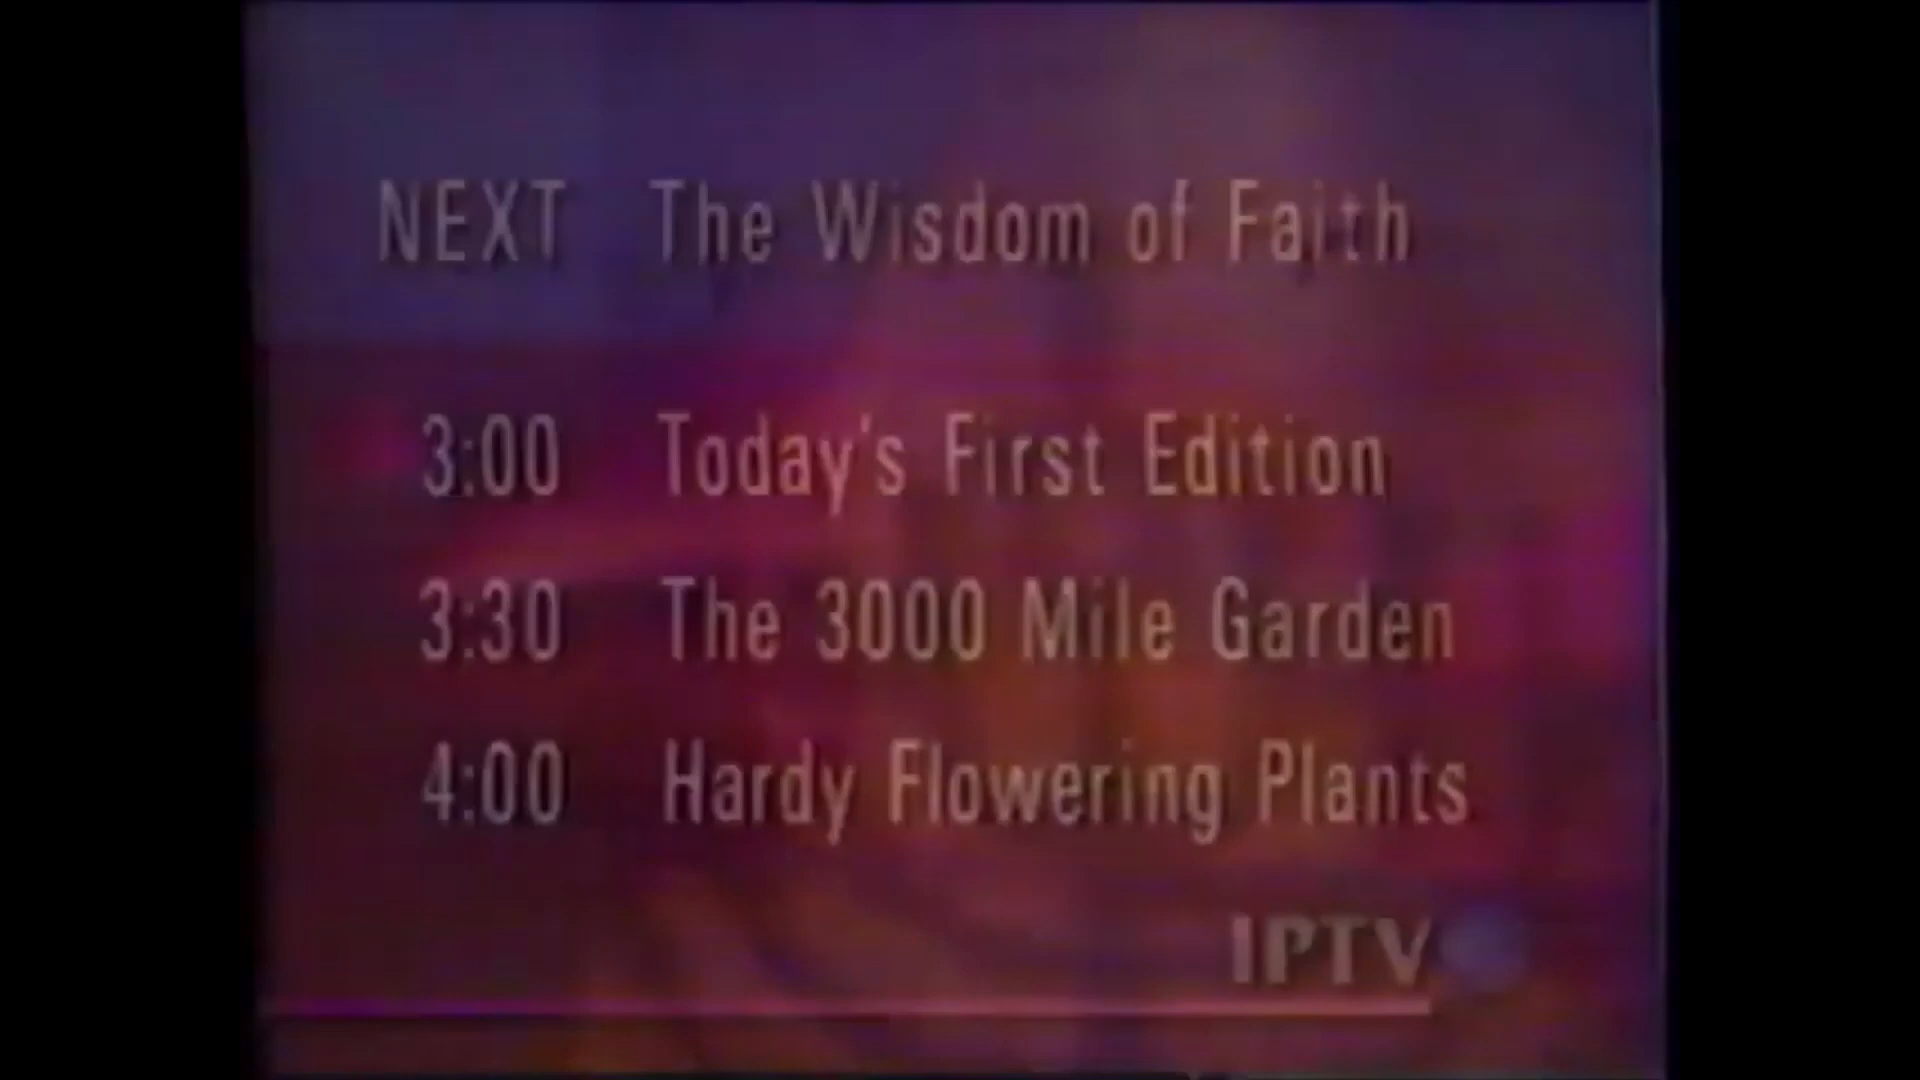 NEXT The Wisdom of Faith
3:00 Today's First Edition
3:30 The 3000 Mile Garden
4:00 Hardy Flowering Plants
IPTV